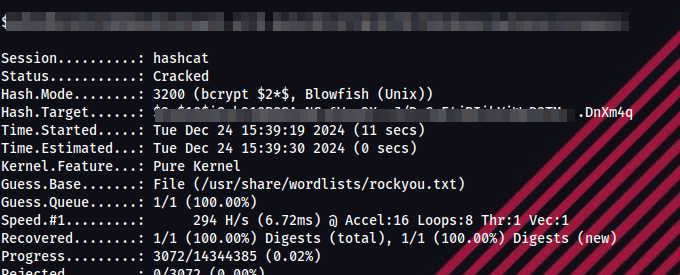 $
Session..........: hashcat
Status...........: Cracked
Hash.Mode........: 3200 (bcrypt $2*$, Blowfish (Unix))
Hash.Target......: .DnXm4q
Time.Started.....: Tue Dec 24 15:39:19 2024 (11 secs)
Time.Estimated...: Tue Dec 24 15:39:30 2024 (0 secs)
Kernel.Feature...: Pure Kernel
Guess.Base.......: File (/usr/share/wordlists/rockyou.txt)
Guess.Queue......: 1/1 (100.00%)
Speed.#1.........:      294 H/s (6.72ms) @ Accel:16 Loops:8 Thr:1 Vec:1
Recovered........: 1/1 (100.00%) Digests (total), 1/1 (100.00%) Digests (new)
Progress.........: 3072/14344385 (0.02%)
Rejected.........: 0/3072 (0.00%)